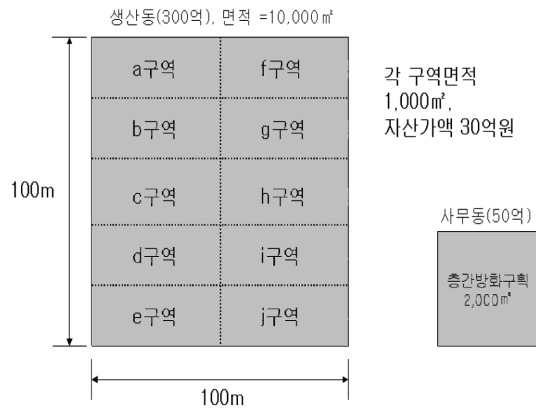 생산동(300억), 면적 =10,000㎡
a구역
f구역
각 구역면적
1,000㎡,
자산가액 30억원
b구역
g구역
100m
c구역
h구역
사무동(50억)
d구역
i구역
층간방화구획
2,000㎡
e구역
j구역
100m